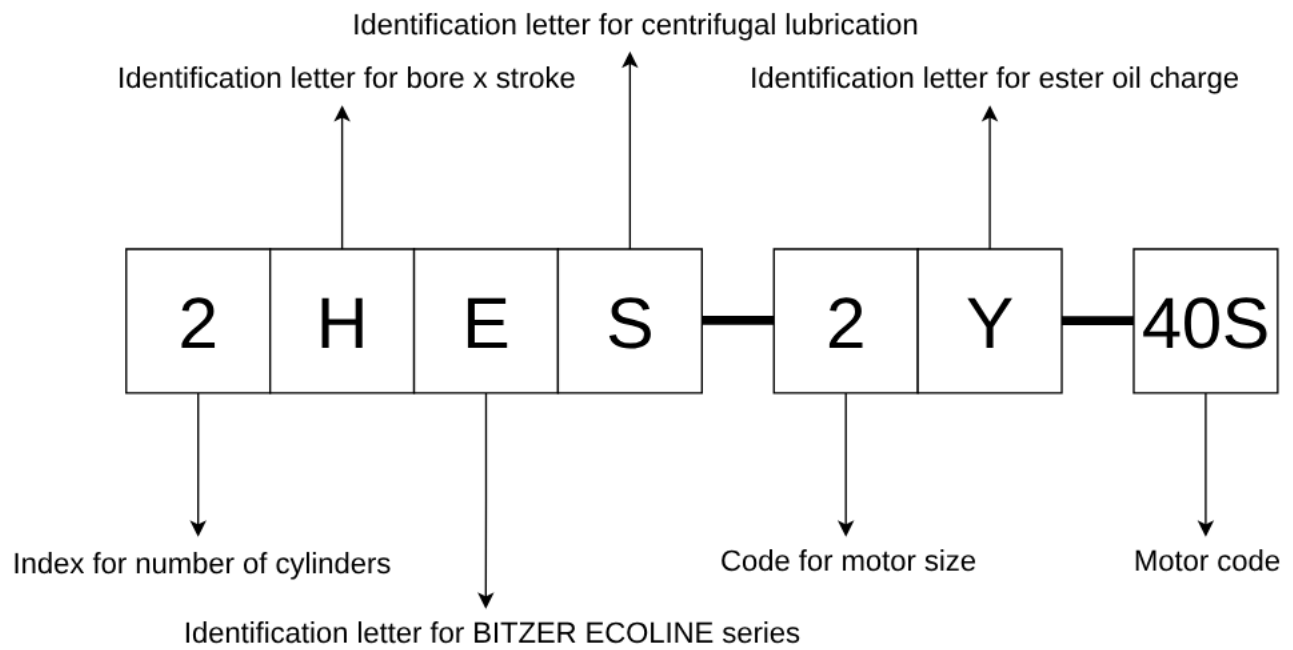 Identification letter for centrifugal lubrication
Identification letter for bore x stroke
Identification letter for ester oil charge
2 H E S 2 Y 40S
Index for number of cylinders
Code for motor size
Motor code
Identification letter for BITZER ECOLINE series